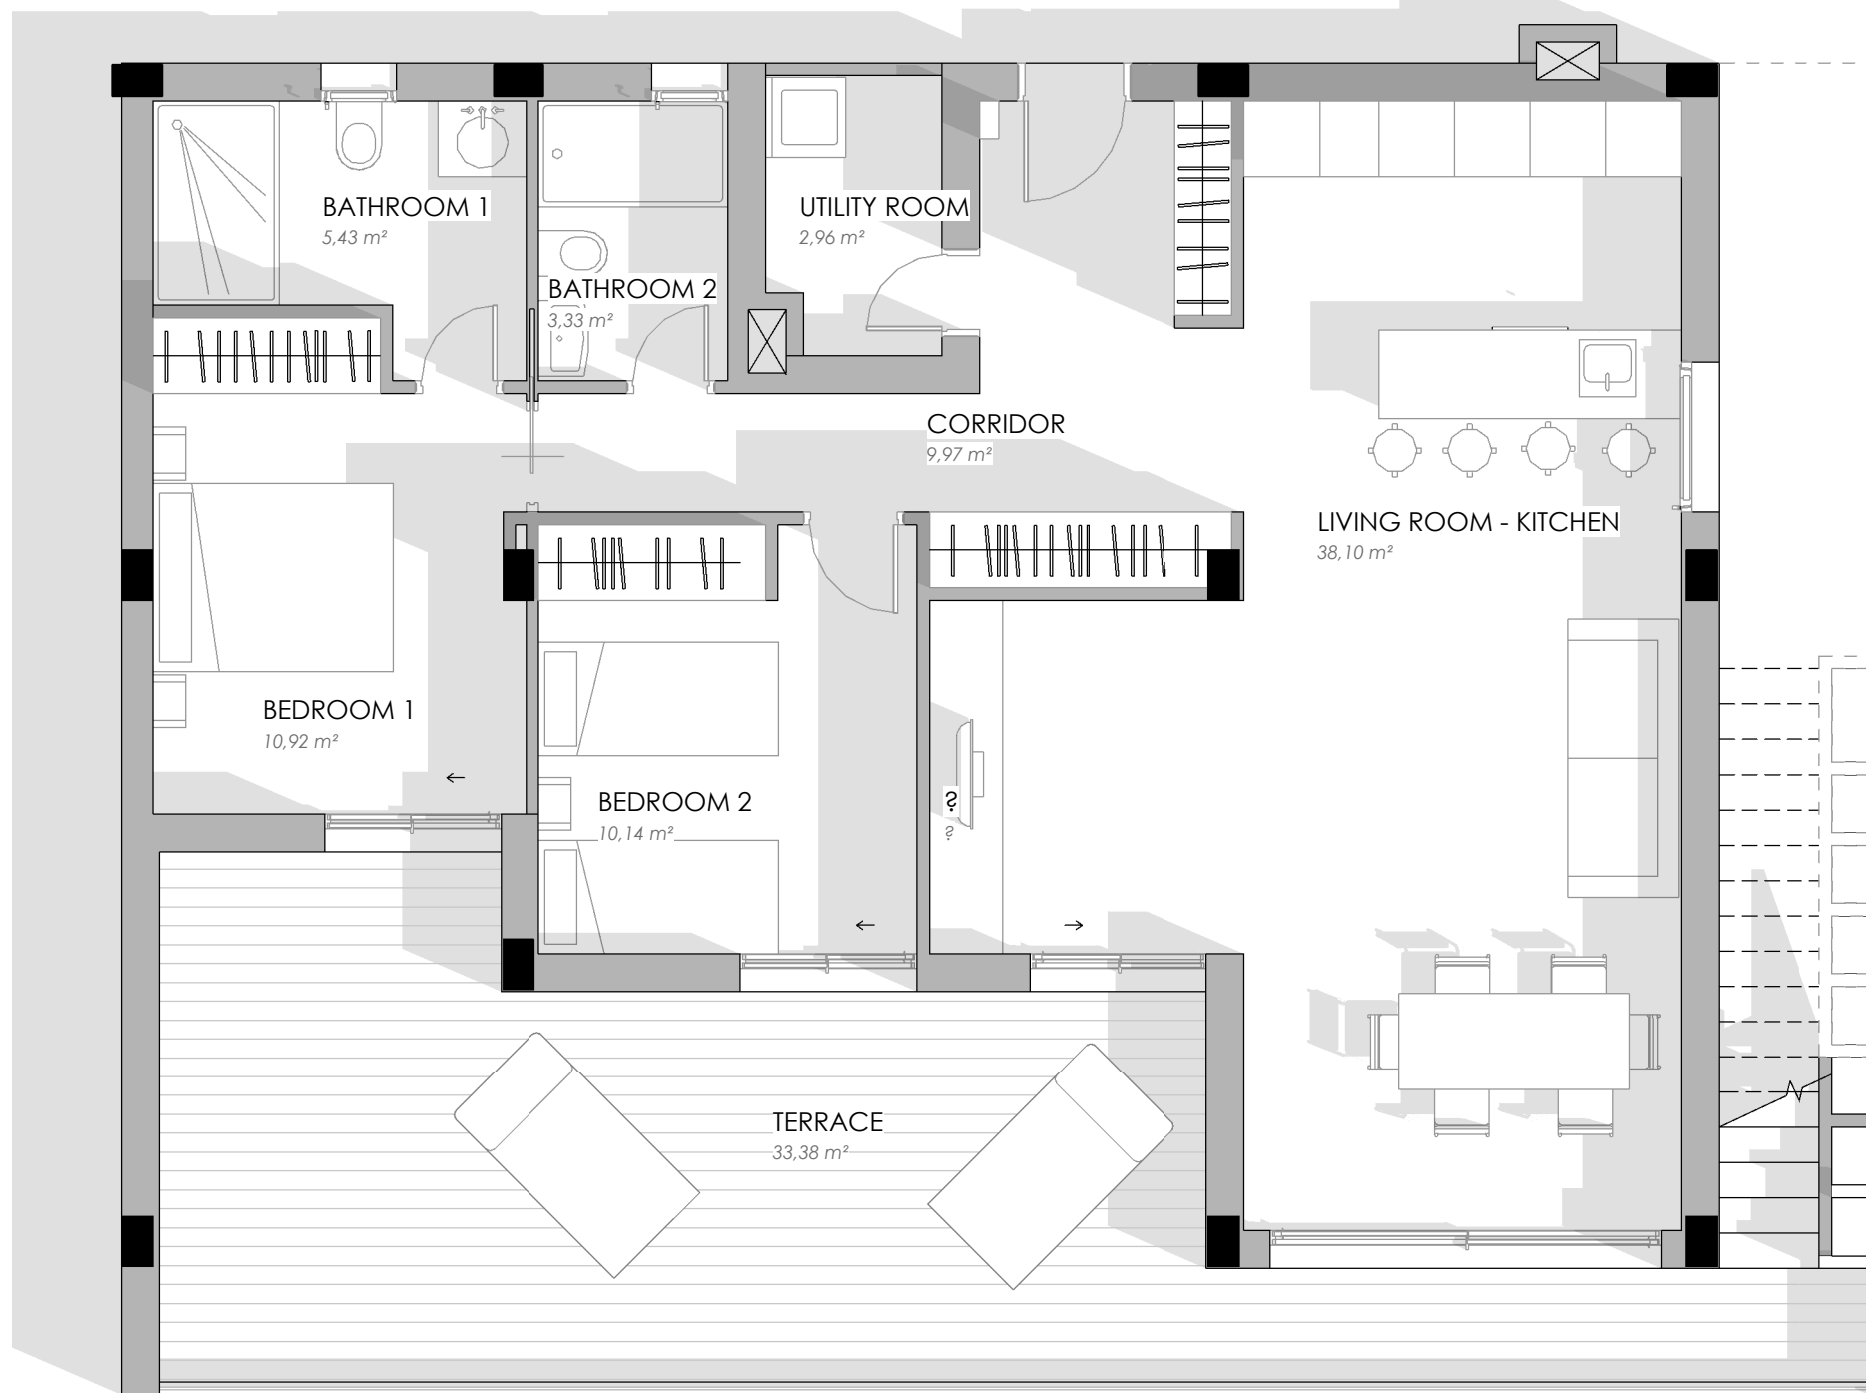 BATHROOM 1
5,43 m²
UTILITY ROOM
2,96 m²
BATHROOM 2
3,33 m²
CORRIDOR
9,97 m²
LIVING ROOM - KITCHEN
38,10 m²
BEDROOM 1
10,92 m²
BEDROOM 2
10,14 m²
?
?
TERRACE
33,38 m²